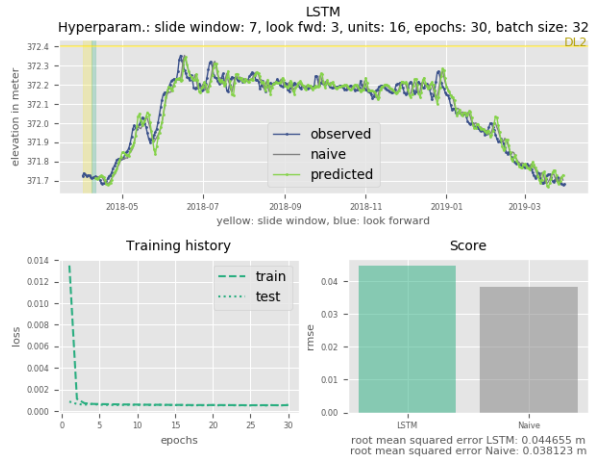 LSTM
Hyperparam.: slide window: 7, look fwd: 3, units: 16, epochs: 30, batch size: 32
DL2
372.4
372.3
372.2
372.1
372.0
371.9
371.8
371.7
elevation in meter
observed
naive
predicted
2018-05
2018-07
2018-09
2018-11
2019-01
2019-03
yellow: slide window, blue: look forward
Training history
0.014
0.012
0.010
0.008
0.006
0.004
0.002
0.000
loss
train
test
0
5
10
15
20
25
30
epochs
Score
0.04
0.03
0.02
0.01
0.00
rmse
LSTM
Naive
root mean squared error LSTM: 0.044655 m
root mean squared error Naive: 0.038123 m